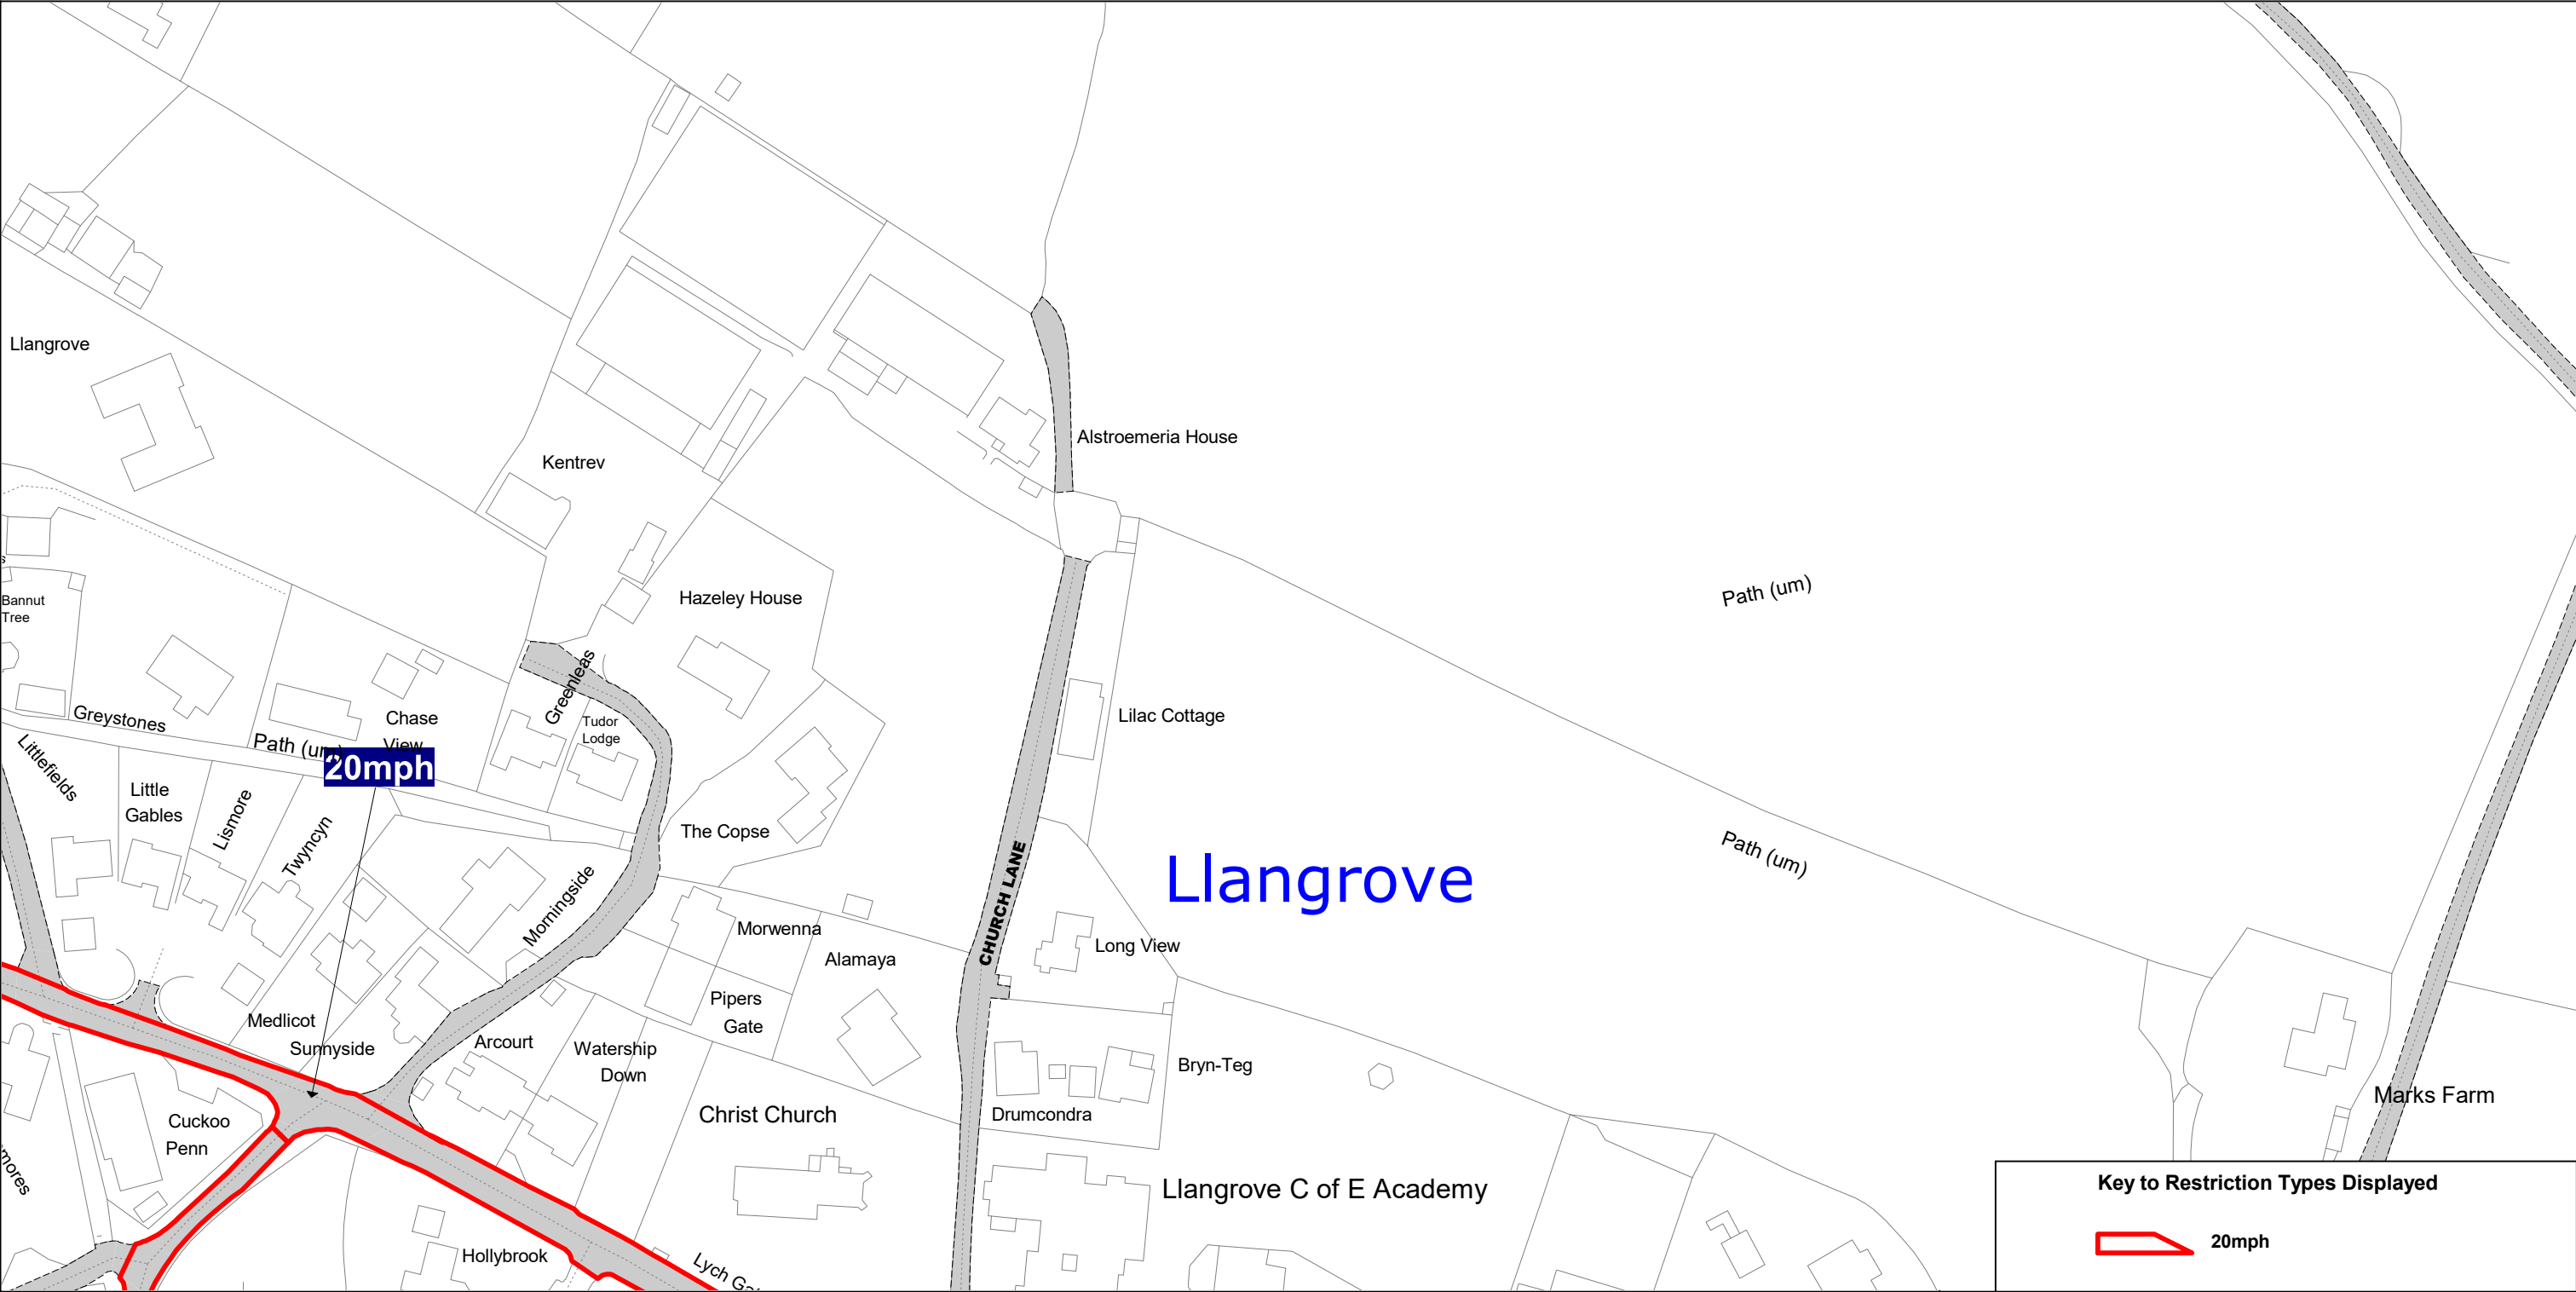 Llangrove
Alstroemeria House
Kentrev
Path (um)
Bannut
Tree
Hazeley House
Greenleas
Greystones
Chase
View
Tudor
Lodge
Lilac Cottage
Path (um)
20mph
Littlefields
Little
Gables
Lismore
Twyncyn
The Copse
CHURCH LANE
Llangrove
Path (um)
Morningside
Morwenna
Alamaya
Long View
Pipers
Gate
Medlicot
Sunnyside
Arcourt
Watership
Down
Bryn-Teg
Cuckoo
Penn
Christ Church
Drumcondra
Marks Farm
Llangrove C of E Academy
Hollybrook
Lych
Key to Restriction Types Displayed
20mph